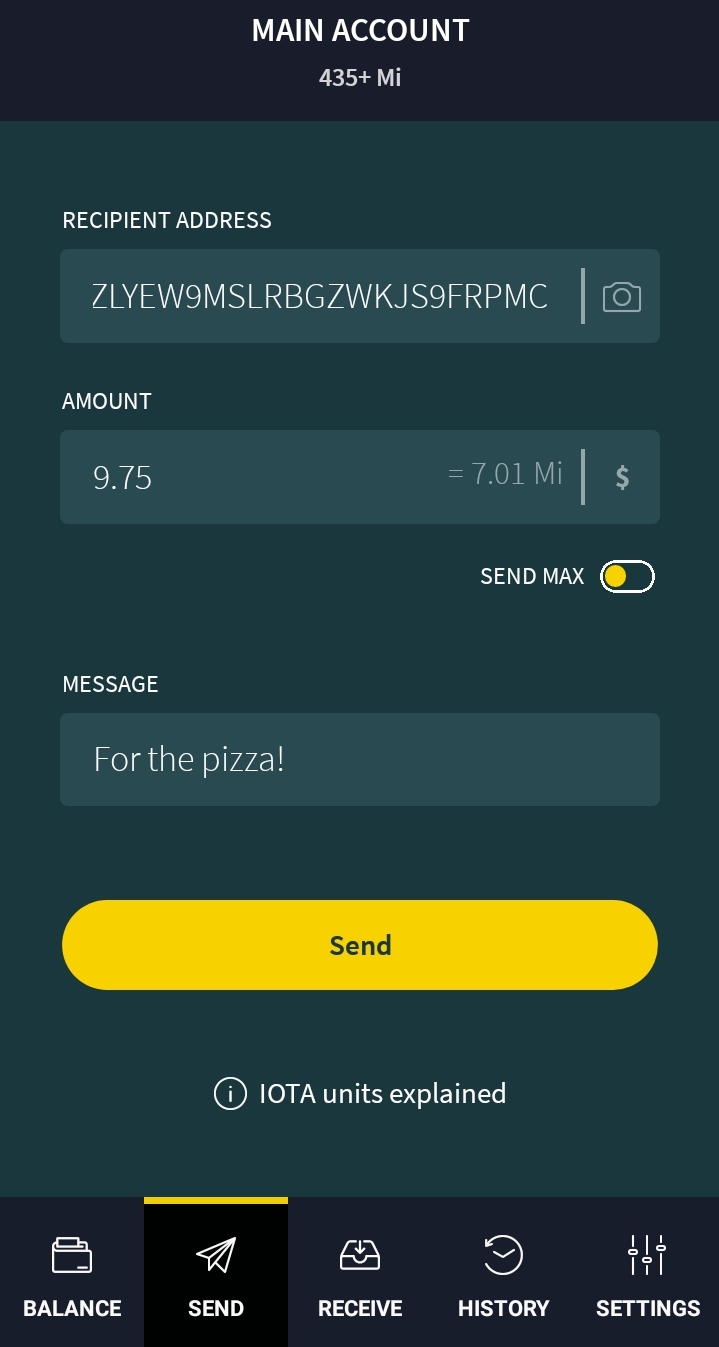 MAIN ACCOUNT
435+ Mi
RECIPIENT ADDRESS
ZLYEW9MSLRBGZWKJS9FRPMC
AMOUNT
9.75 = 7.01 Mi $
SEND MAX
MESSAGE
For the pizza!
Send
i IOTA units explained
BALANCE SEND RECEIVE HISTORY SETTINGS